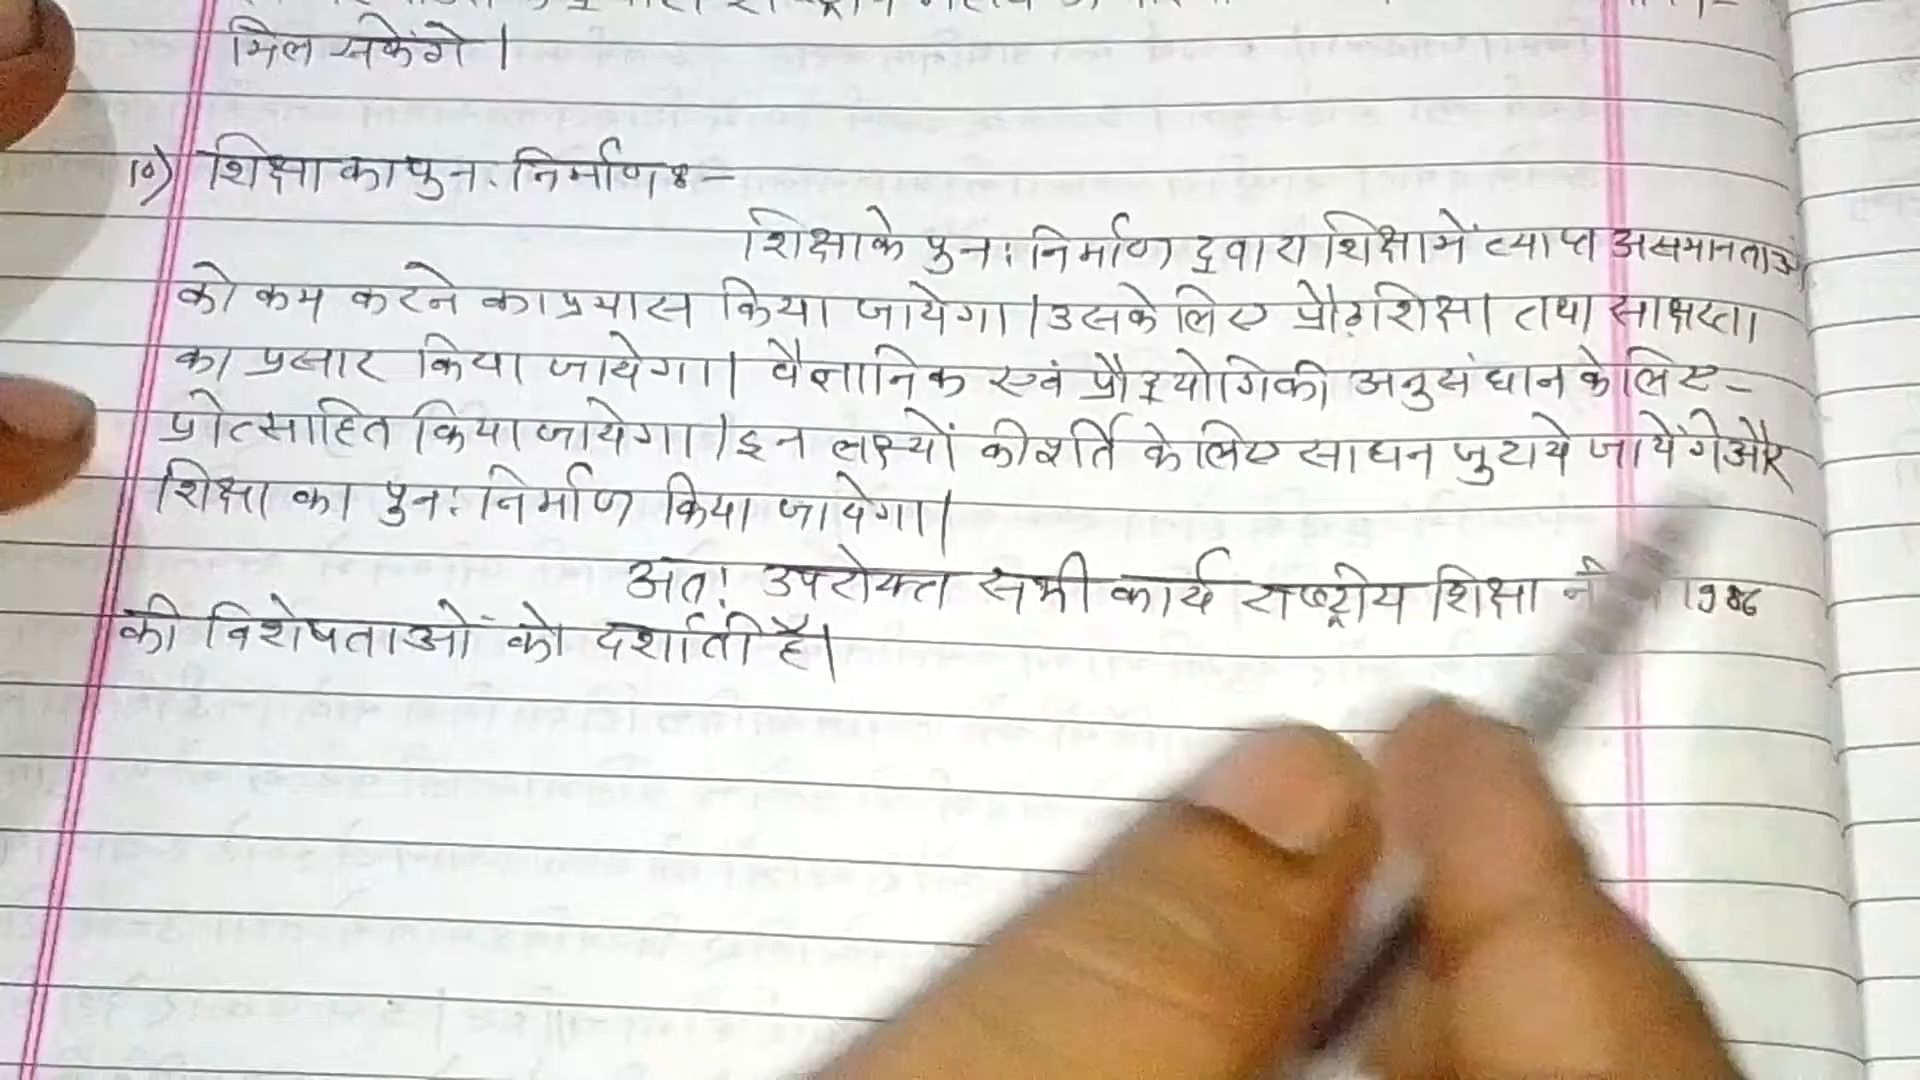 मिल सकेंगे।
10) शिक्षा का पुन: निर्माण :-
शिक्षा के पुन: निर्माण द्वारा शिक्षा में व्याप्त असमानताओं
को कम करने का प्रयास किया जायेगा। उसके लिए प्रौढ़ शिक्षा तथा साक्षरता
का प्रसार किया जायेगा। वैज्ञानिक एवं प्रौद्योगिकी अनुसंधान के लिए-
प्रोत्साहित किया जायेगा। इन लक्ष्यों की के लिए साधन जुटाये जायेंगे और
शिक्षा का पुन: निर्माण किया जायेगा।
अत: उपरोक्त सभी कार्य राष्ट्रीय शिक्षा 1986
की विशेषताओं को दर्शाती है।